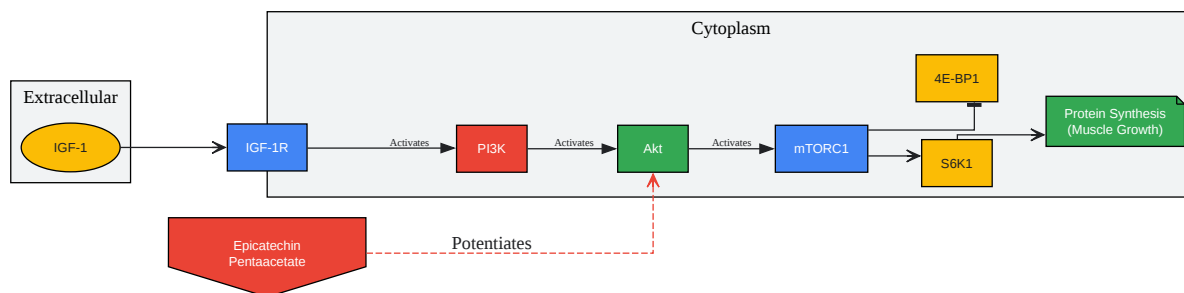 Cytoplasm
Extracellular
IGF-1
IGF-1R
Activates
PI3K
Activates
Akt
Activates
mTORC1
4E-BP1
S6K1
Protein Synthesis
(Muscle Growth)
Epicatechin
Pentaacetate
Potentiates